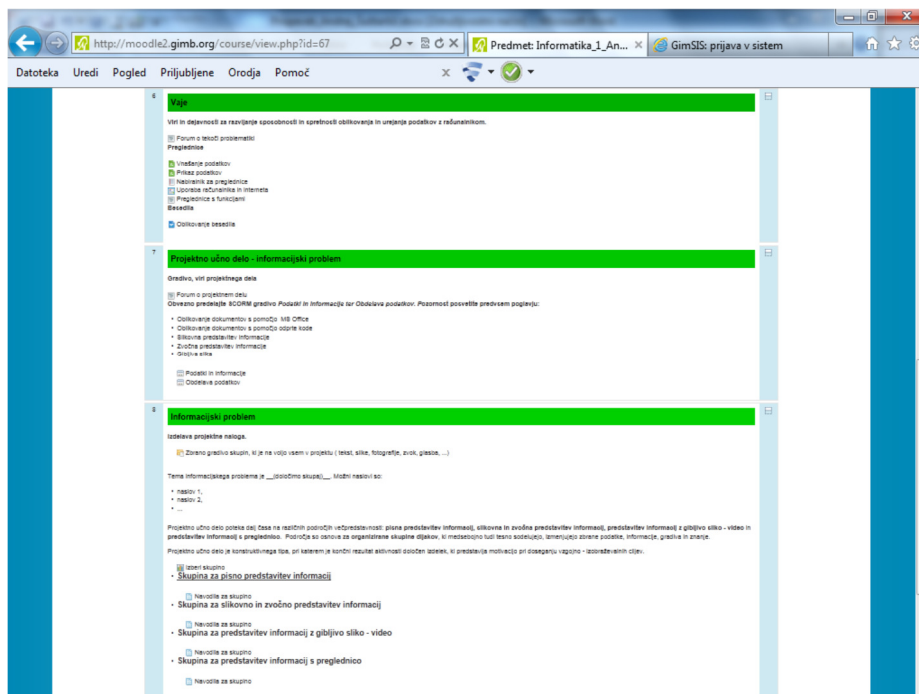 http://moodle2.gimb.org/course/view.php?id=67
Predmet: Informatika_1_An...
GimSIS: prijava v sistem
Datoteka Uredi Pogled Priljubljene Orodja Pomoč
6
Vaje
Viri in dejavnosti za razvijanje sposobnosti in spretnosti oblikovanja in urejanja podatkov z računalnikom.
Forum o tekoči problematiki
Preglednice
Vnašanje podatkov
Prikaz podatkov
Nabiralnik za preglednice
Uporaba računalnika in interneta
Preglednice s funkcijami
Besedila
Oblikovanje besedila
7
Projektno učno delo - informacijski problem
Gradivo, viri projektnega dela
Forum o projektnem delu
Obvezno predelajte SCORM gradivo Podatki in informacije ter Obdelava podatkov. Pozornost posvetite predvsem poglavju:
• Oblikovanje dokumentov s pomočjo MS Office
• Oblikovanje dokumentov s pomočjo odprte kode
• Slikovna predstavitev informacije
• Zvočna predstavitev informacije
• Gibljiva slika
Podatki in informacije
Obdelava podatkov
8
Informacijski problem
Izdelava projektne naloga.
Zbrano gradivo skupin, ki je na voljo vsem v projektu ( tekst, slike, fotografije, zvok, glasba, ...)
Tema informacijskega problema je __(določimo skupaj)__. Možni naslovi so:
• naslov 1,
• naslov 2,
• ...
Projektno učno delo poteka dalj časa na različnih področjih večpredstavnosti: pisna predstavitev informacij, slikovna in zvočna predstavitev informacij, predstavitev informacij z gibljivo sliko - video in
predstavitev informacij s preglednico. Področja so osnova za organizirane skupine dijakov, ki medsebojno tudi tesno sodelujejo, izmenjujejo zbrane podatke, informacije, gradiva in znanje.
Projektno učno delo je konstruktivnega tipa, pri katerem je končni rezultat aktivnosti določen izdelek, ki predstavlja motivacijo pri doseganju vzgojno - izobraževalnih ciljev.
Izberi skupino
• Skupina za pisno predstavitev informacij
Navodila za skupino
• Skupina za slikovno in zvočno predstavitev informacij
Navodila za skupino
• Skupina za predstavitev informacij z gibljivo sliko - video
Navodila za skupino
• Skupina za predstavitev informacij s preglednico
Navodila za skupino